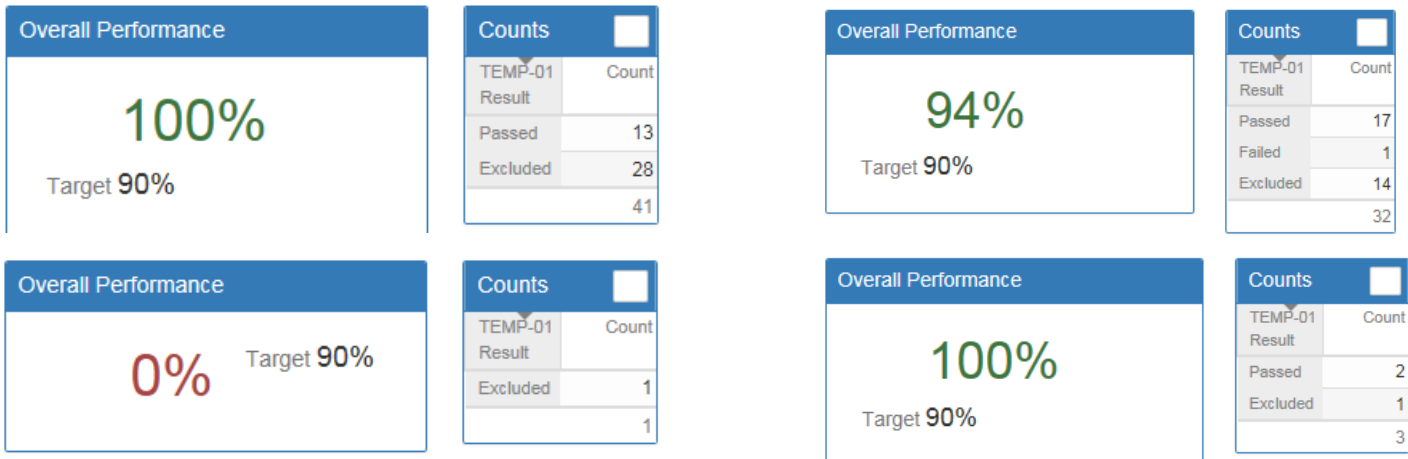 Overall Performance
100%
Target 90%
Counts
TEMP-01 Count
Result
Passed 13
Excluded 28
41
Overall Performance
94%
Target 90%
Counts
TEMP-01 Count
Result
Passed 17
Failed 1
Excluded 14
32
Overall Performance
0% Target 90%
Counts
TEMP-01 Count
Result
Excluded 1
1
Overall Performance
100%
Target 90%
Counts
TEMP-01 Count
Result
Passed 2
Excluded 1
3